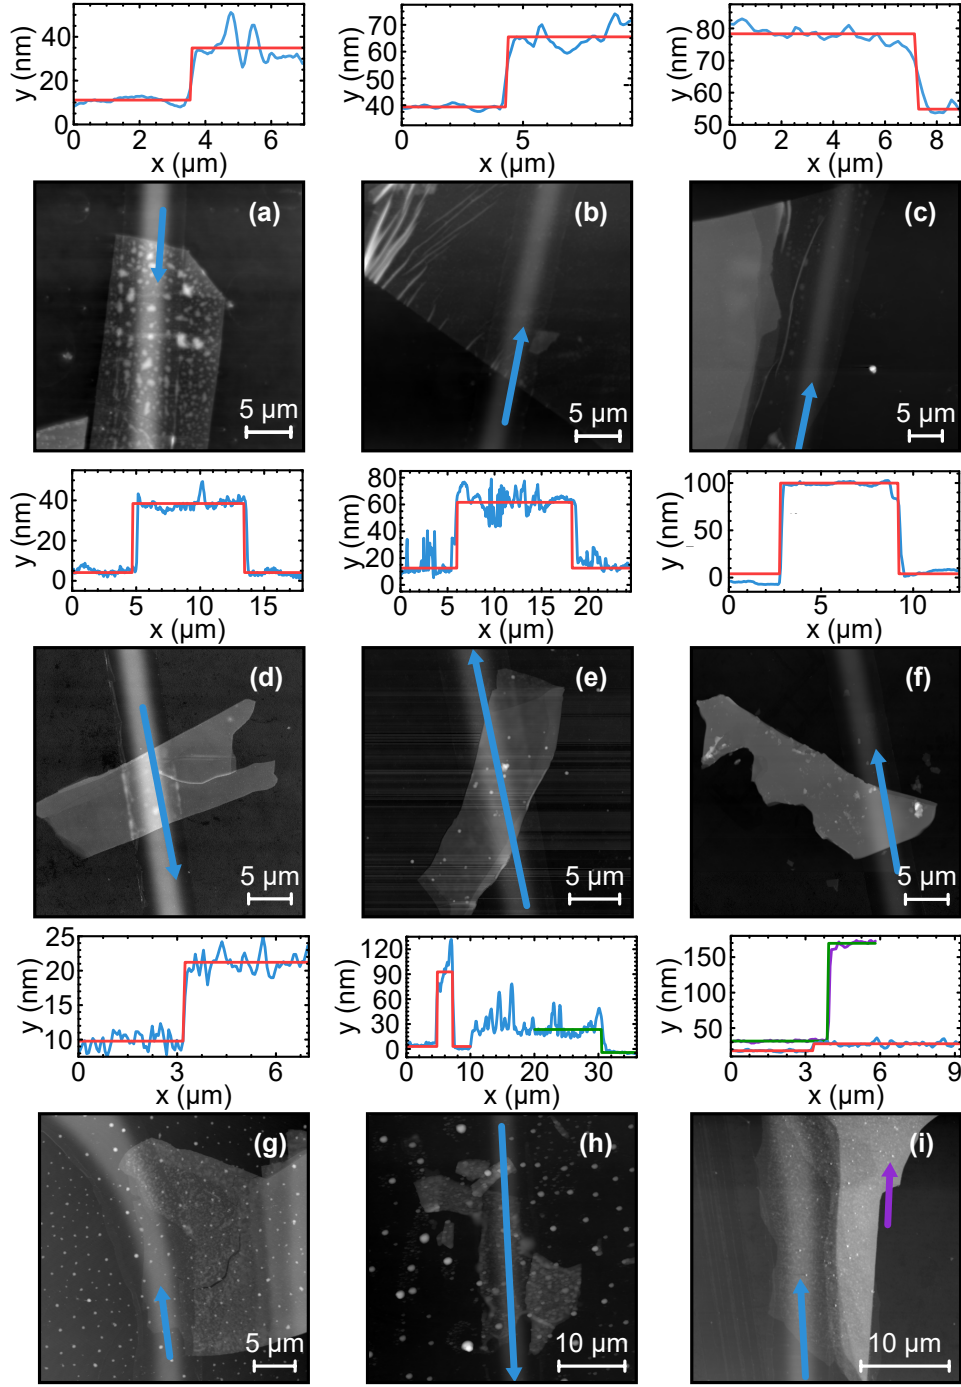 y (nm) 40 20 0
0 2 4 6
x (µm)
y (nm) 70 60 50 40
0 5
x (µm)
y (nm) 80 70 60 50
0 2 4 6 8
x (µm)
(a) 5 µm
(b) 5 µm
(c) 5 µm
y (nm) 40 20 0
0 5 10 15
x (µm)
y (nm) 80 60 40 20 0
0 5 10 15 20
x (µm)
y (nm) 100 50 0
0 5 10
x (µm)
(d) 5 µm
(e) 5 µm
(f) 5 µm
y (nm) 25 20 15 10
0 3 6
x (µm)
y (nm) 120 90 60 30 0
0 10 20 30
x (µm)
y (nm) 150 100 50
0 3 6 9
x (µm)
(g) 5 µm
(h) 10 µm
(i) 10 µm